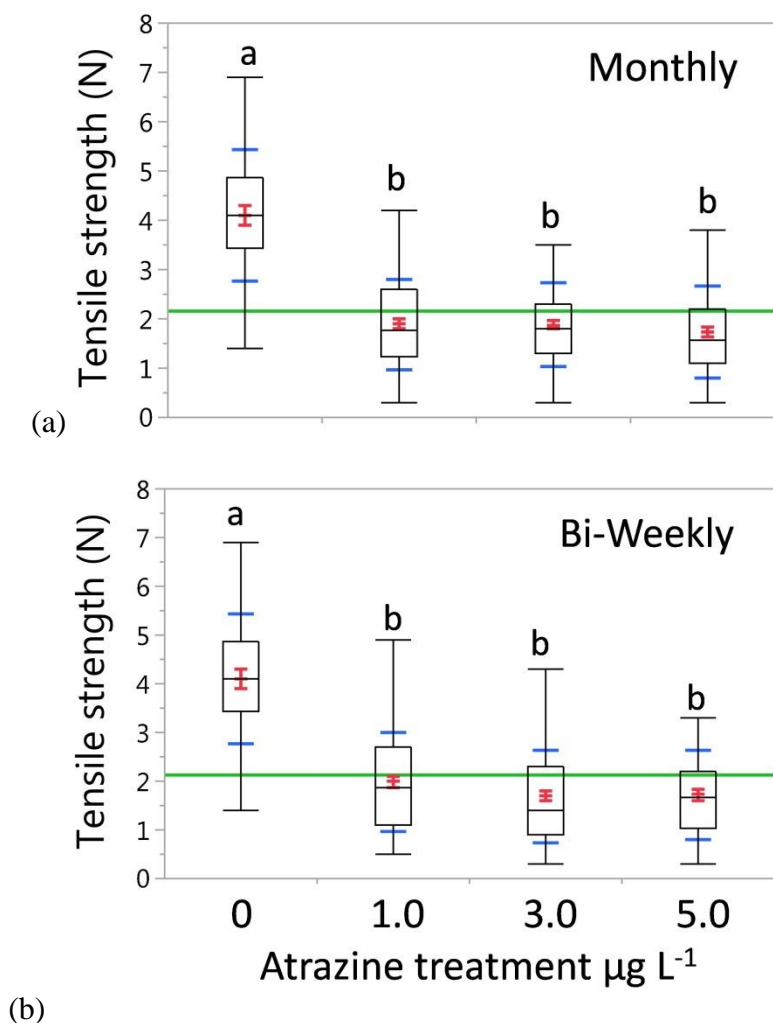 8
a
7
Monthly
6
b
5
b
b
4
3
2
1
0
Tensile strength (N)
(a)
8
a
7
Bi-Weekly
6
b
5
b
4
b
3
2
1
0
Tensile strength (N)
0 1.0 3.0 5.0
Atrazine treatment µg L⁻¹
(b)